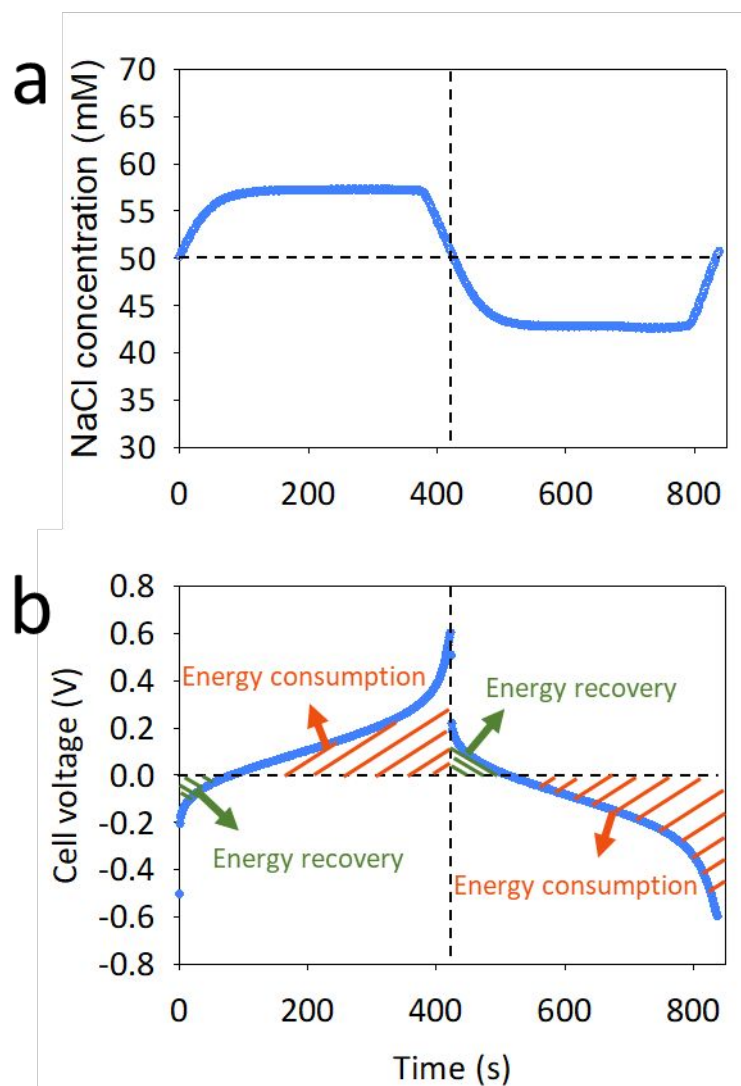 a
NaCl concentration (mM)
70
65
60
55
50
45
40
35
30
0 200 400 600 800
b
Cell voltage (V)
0.8
0.6
0.4
0.2
0.0
-0.2
-0.4
-0.6
-0.8
Energy consumption
Energy recovery
Energy recovery
Energy consumption
0 200 400 600 800
Time (s)